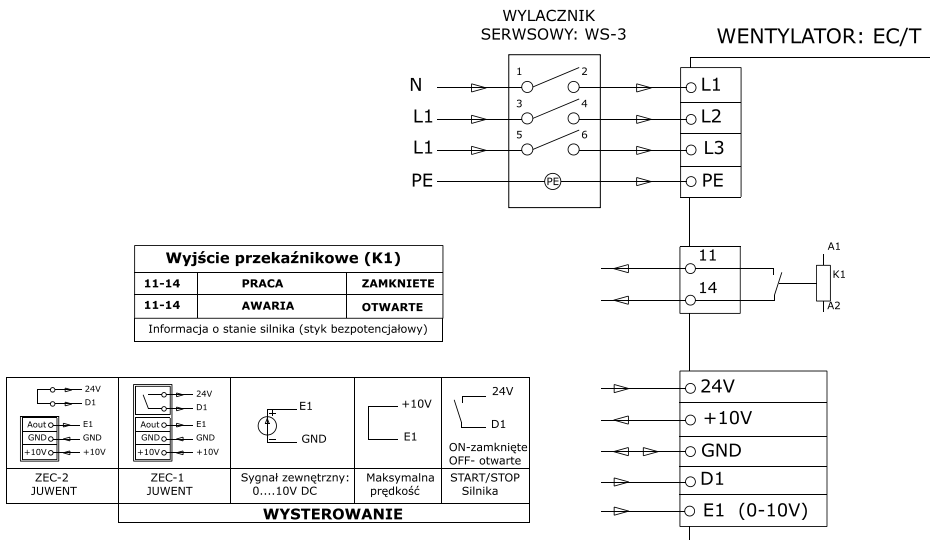 WYLACZNIK
SERWSOWY: WS-3
WENTYLATOR: EC/T
N
1
2
L1
L1
3
4
L2
L1
5
6
L3
PE
PE
PE
Wyjście przekaźnikowe (K1)
11-14 PRACA ZAMKNIETE
11-14 AWARIA OTWARTE
Informacja o stanie silnika (styk bezpotencjałowy)
11
14
A1
K1
A2
24V
D1
Aout E1
GND GND
+10V +10V
ZEC-2
JUWENT
24V
D1
Aout E1
GND GND
+10V +10V
ZEC-1
JUWENT
+
E1
-
GND
Sygnał zewnętrzny:
0....10V DC
+10V
E1
Maksymalna
prędkość
24V
D1
ON-zamknięte
OFF- otwarte
START/STOP
Silnika
WYSTEROWANIE
24V
+10V
GND
D1
E1 (0-10V)